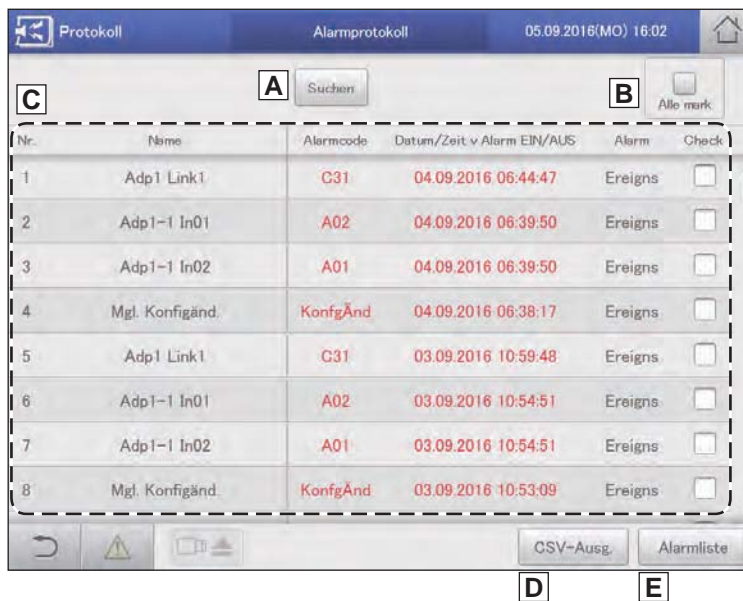 Protokoll Alarmprotokoll 05.09.2016(MO) 16:02
A Suchen B Alle mark.
C
Nr. Name Alarmcode Datum/Zeit v Alarm EIN/AUS Alarm Check
1 Adp1 Link1 C31 04.09.2016 06:44:47 Ereigns
2 Adp1-1 In01 A02 04.09.2016 06:39:50 Ereigns
3 Adp1-1 In02 A01 04.09.2016 06:39:50 Ereigns
4 Mgl. Konfigänd. KonfgÄnd 04.09.2016 06:38:17 Ereigns
5 Adp1 Link1 C31 03.09.2016 10:59:48 Ereigns
6 Adp1-1 In01 A02 03.09.2016 10:54:51 Ereigns
7 Adp1-1 In02 A01 03.09.2016 10:54:51 Ereigns
8 Mgl. Konfigänd. KonfgÄnd 03.09.2016 10:53:09 Ereigns
CSV-Ausg. Alarmliste
D E